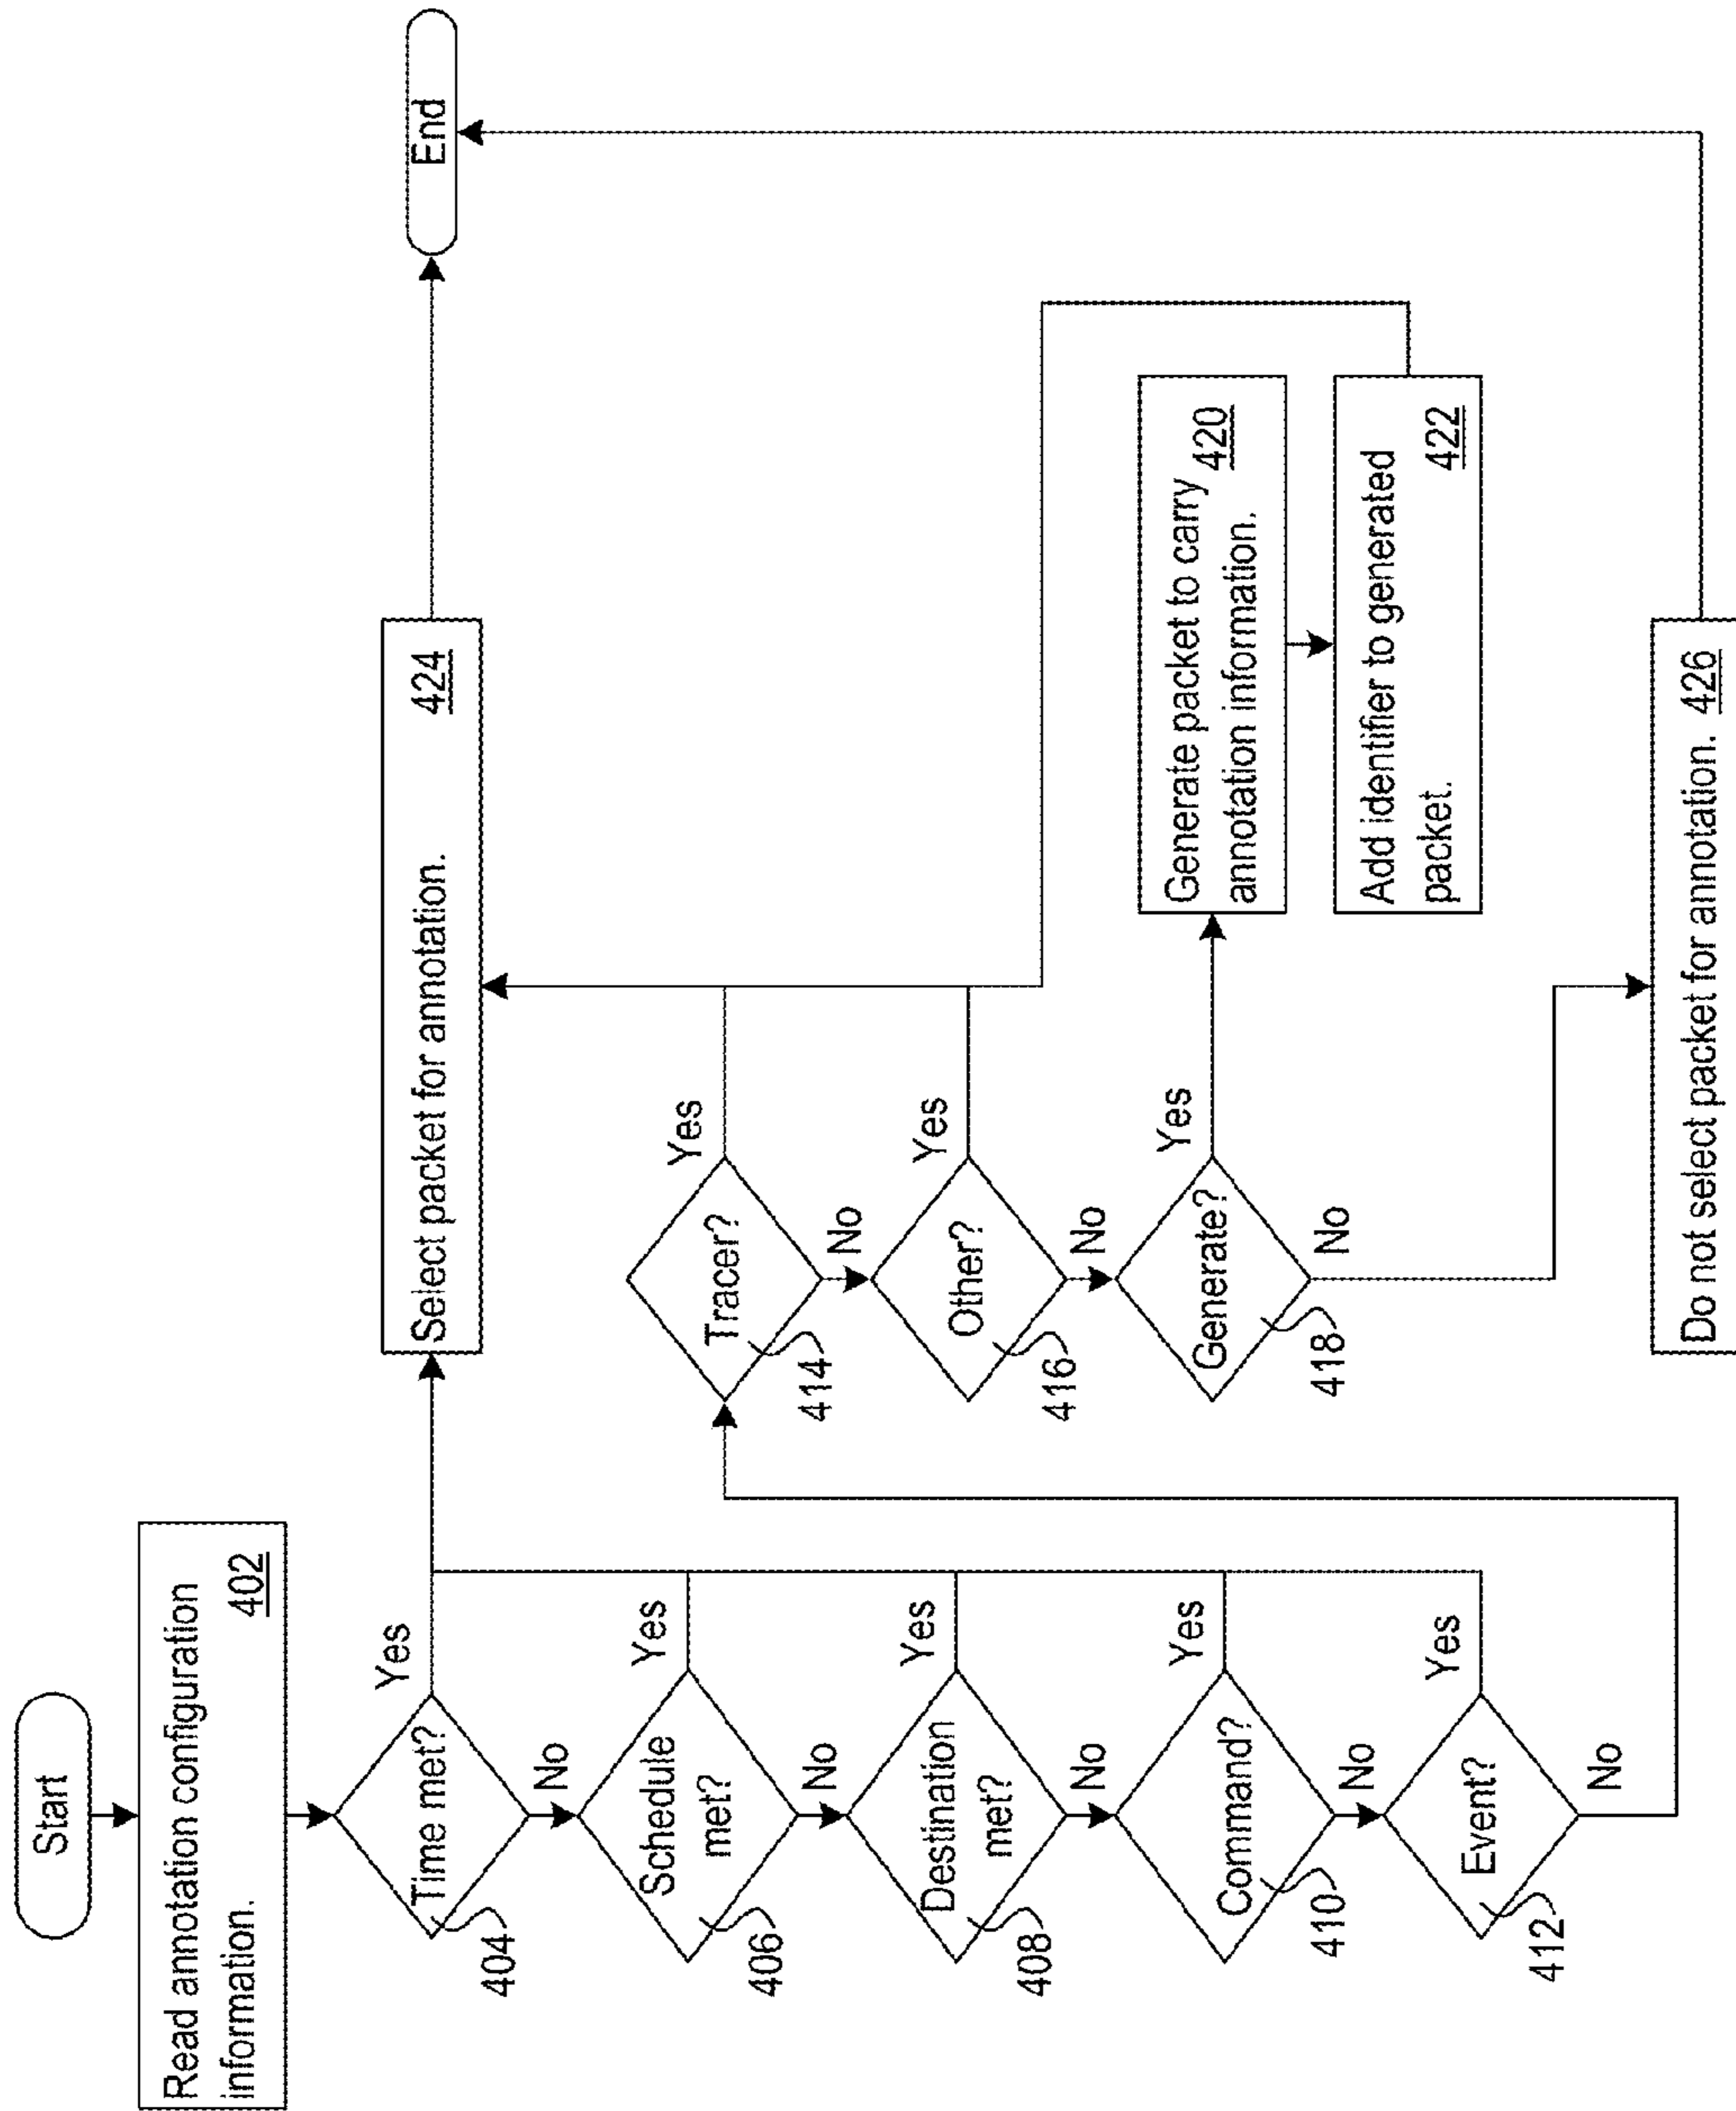 Start
Read annotation configuration
information. 402
Time met?
Yes
No
404
Schedule
met?
Yes
No
406
Destination
met?
Yes
No
408
Command?
Yes
No
410
Event?
Yes
No
412
Select packet for annotation.
424
Tracer?
Yes
No
414
Other?
Yes
No
416
Generate?
Yes
No
418
Generate packet to carry
annotation information. 420
Add identifier to generated
packet. 422
Do not select packet for annotation. 426
End